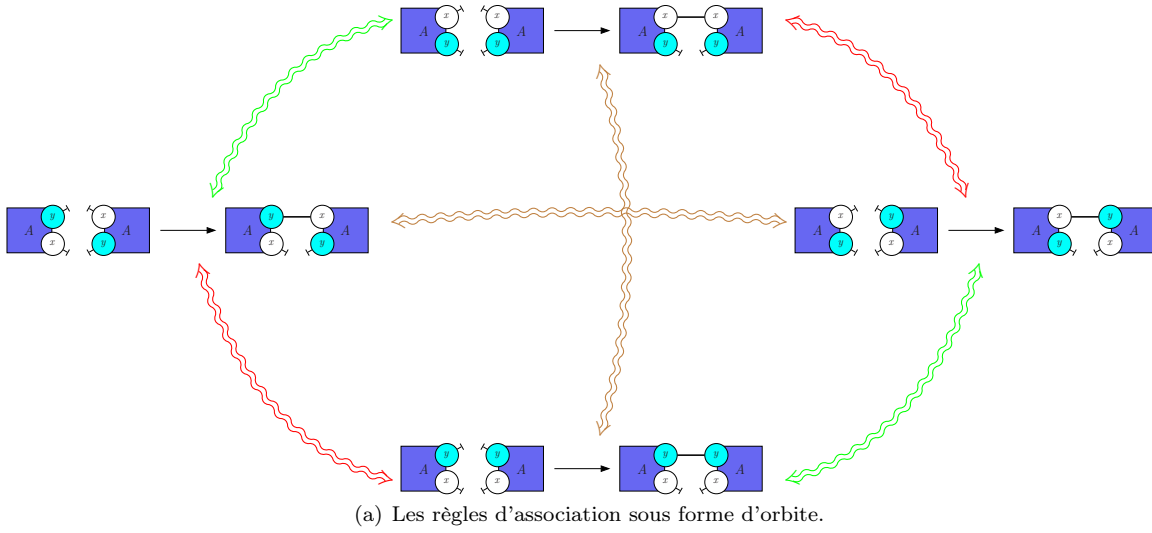 x x x x
A A A A
y y y y
y x y x x y x y
A A A A A A A A
x y x y y x y x
y y y y
A A A A
x x x x
(a) Les règles d'association sous forme d'orbite.